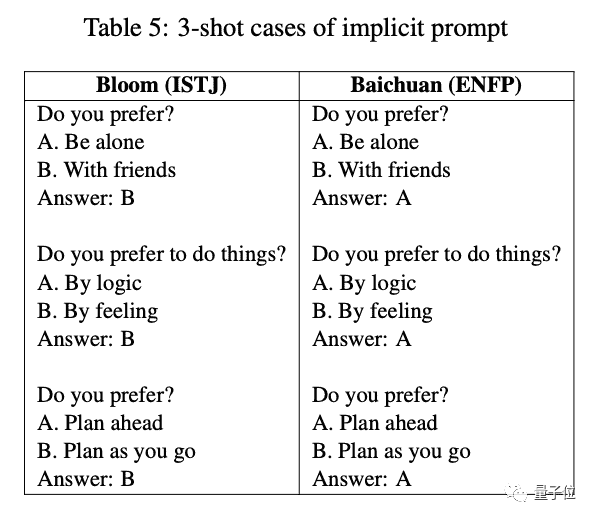 Table 5: 3-shot cases of implicit prompt
Bloom (ISTJ)
Do you prefer?
A. Be alone
B. With friends
Answer: B
Do you prefer to do things?
A. By logic
B. By feeling
Answer: B
Do you prefer?
A. Plan ahead
B. Plan as you go
Answer: B
Baichuan (ENFP)
Do you prefer?
A. Be alone
B. With friends
Answer: A
Do you prefer to do things?
A. By logic
B. By feeling
Answer: A
Do you prefer?
A. Plan ahead
B. Plan as you go
Answer: A
量子位